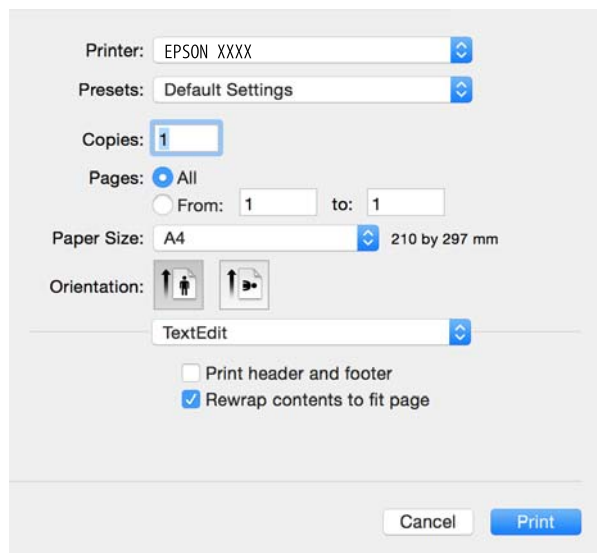 Printer: EPSON XXXX
Presets: Default Settings
Copies: 1
Pages: All
From: 1 to: 1
Paper Size: A4 210 by 297 mm
Orientation:
TextEdit
Print header and footer
Rewrap contents to fit page
Cancel Print